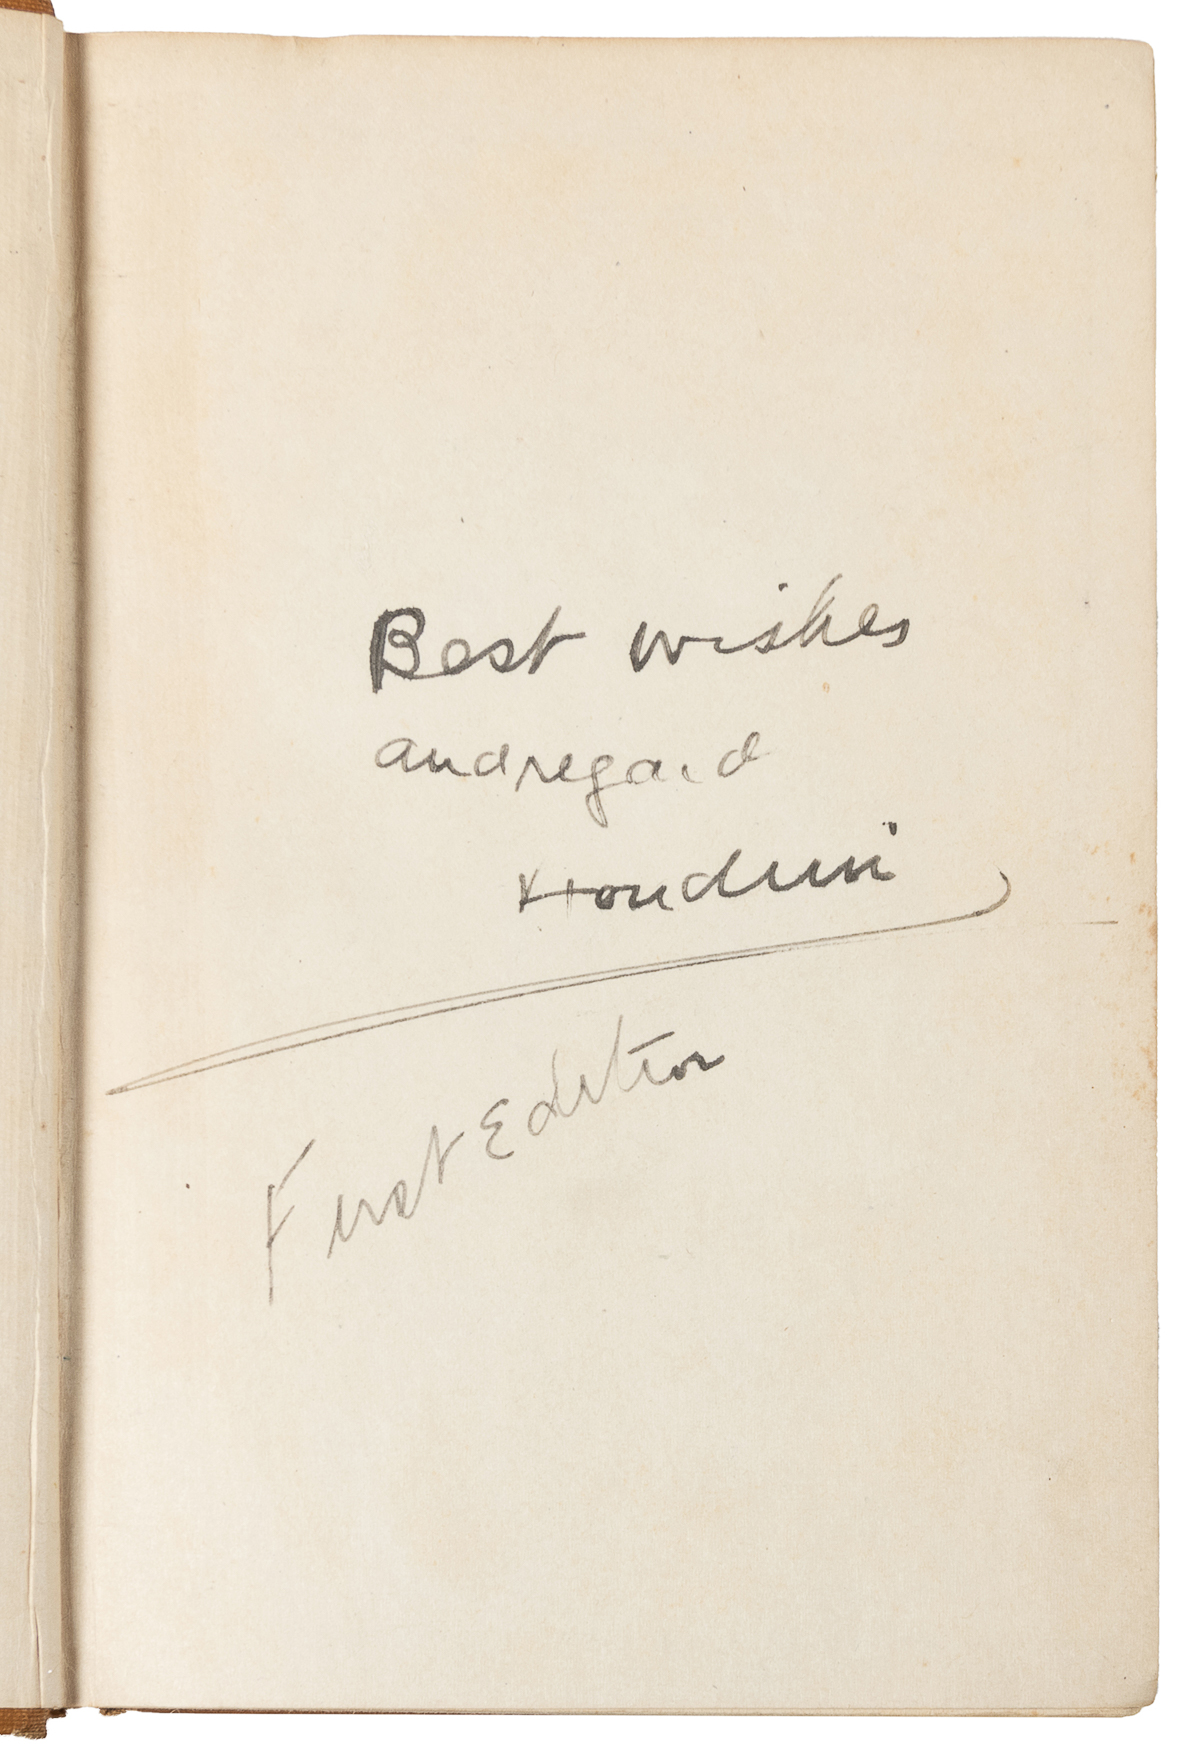 Best wishes
and regard
Houdini
First Edition